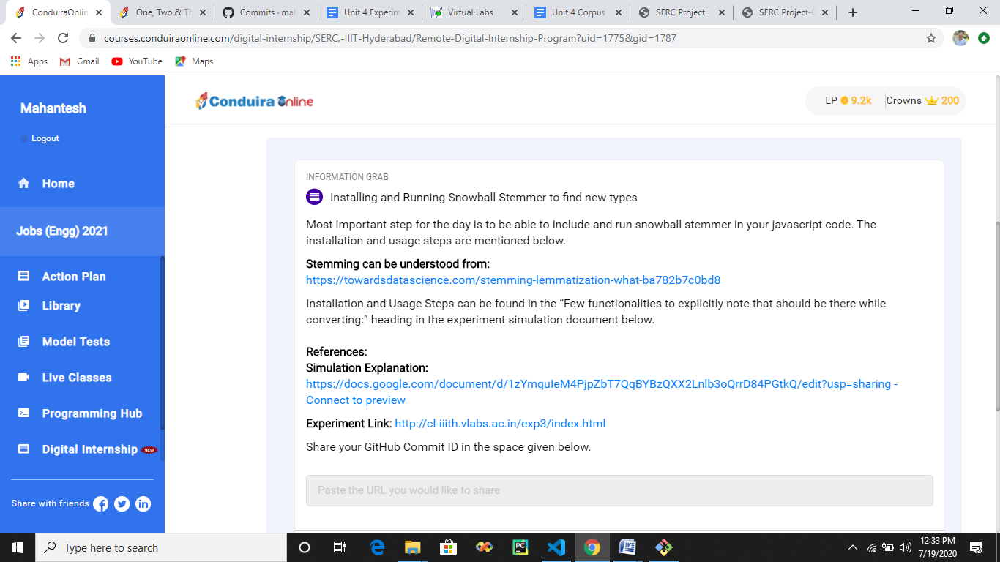 ConduiraOnlin
One, Two & Th
Commits · mah
Unit 4 Experim
Virtual Labs
Unit 4 Corpus
SERC Project
SERC Project-C
courses.conduiraonline.com/digital-internship/SERC,-IIIT-Hyderabad/Remote-Digital-Internship-Program?uid=1775&gid=1787
Apps
Gmail
YouTube
Maps
Mahantesh
Logout
Home
Jobs (Engg) 2021
Action Plan
Library
Model Tests
Live Classes
Programming Hub
Digital Internship NEW
Share with friends
Conduira Online
LP 9.2k
Crowns 200
INFORMATION GRAB
Installing and Running Snowball Stemmer to find new types
Most important step for the day is to be able to include and run snowball stemmer in your javascript code. The
installation and usage steps are mentioned below.
Stemming can be understood from:
https://towardsdatascience.com/stemming-lemmatization-what-ba782b7c0bd8
Installation and Usage Steps can be found in the “Few functionalities to explicitly note that should be there while
converting:” heading in the experiment simulation document below.
References:
Simulation Explanation:
https://docs.google.com/document/d/1zYmquIeM4PjpZbT7QqBYBzQXX2Lnlb3oQrrD84PGtkQ/edit?usp=sharing -
Connect to preview
Experiment Link: http://cl-iiith.vlabs.ac.in/exp3/index.html
Share your GitHub Commit ID in the space given below.
Paste the URL you would like to share
Type here to search
PC
12:33 PM
7/19/2020